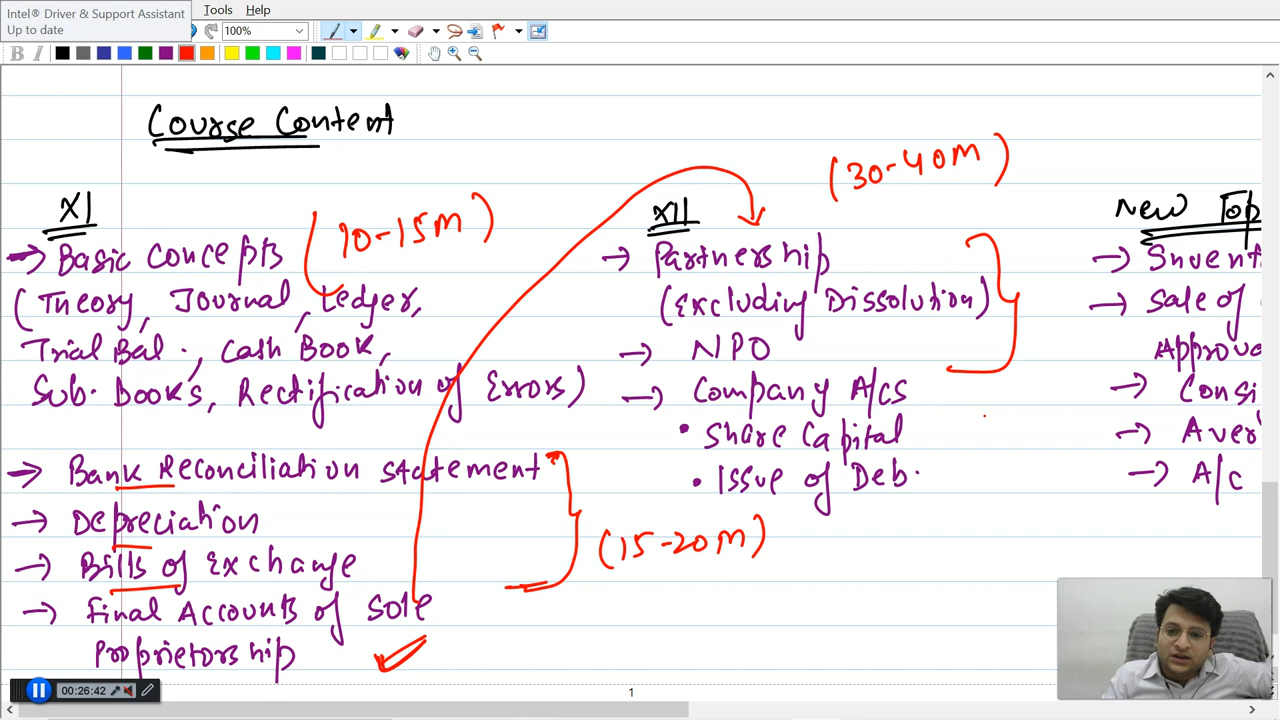 Intel® Driver & Support Assistant
Up to date
Tools Help
100%
B I
Course Content
XI
(10-15M)
→ Basic Concepts
(Theory, Journal, Ledger,
Trial Bal., Cash Book,
Sub. Books, Rectification of Errors)
→ Bank Reconciliation Statement
→ Depreciation
→ Bills of Exchange
(15-20M)
→ Final Accounts of Sole
Proprietorship
(30-40M)
XII
→ Partnership
(Excluding Dissolution)
→ NPO
→ Company A/CS
• Share Capital
• Issue of Deb.
New Top
→ Invent
→ Sale of
Approva
→ Consi
→ Aver
→ A/c
1
00:26:42